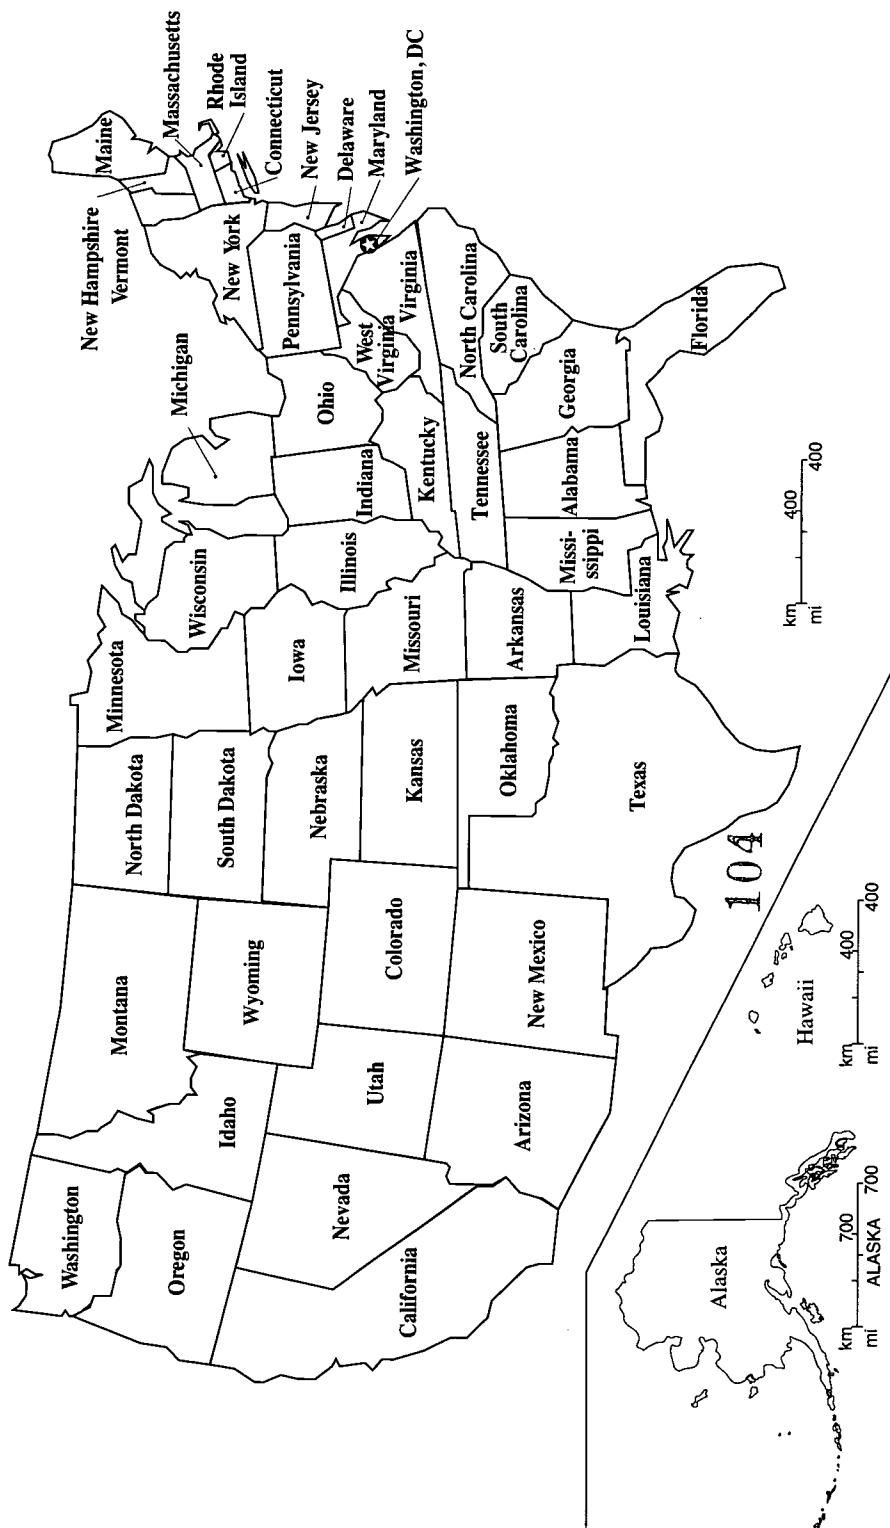 Washington
Oregon
California
Nevada
Idaho
Montana
Wyoming
Utah
Arizona
Colorado
New Mexico
North Dakota
South Dakota
Nebraska
Kansas
Oklahoma
Texas
Minnesota
Iowa
Missouri
Arkansas
Louisiana
Wisconsin
Illinois
Michigan
Indiana
Ohio
Kentucky
Tennessee
Missi-
ssippi
Alabama
Georgia
Florida
South
Carolina
North Carolina
Virginia
West
Virginia
Pennsylvania
New York
New Hampshire
Vermont
Maine
Massachusetts
Rhode
Island
Connecticut
New Jersey
Delaware
Maryland
Washington, DC
Alaska
km 700
mi 700
ALASKA
Hawaii
km 400
mi 400
104
km 400
mi 400